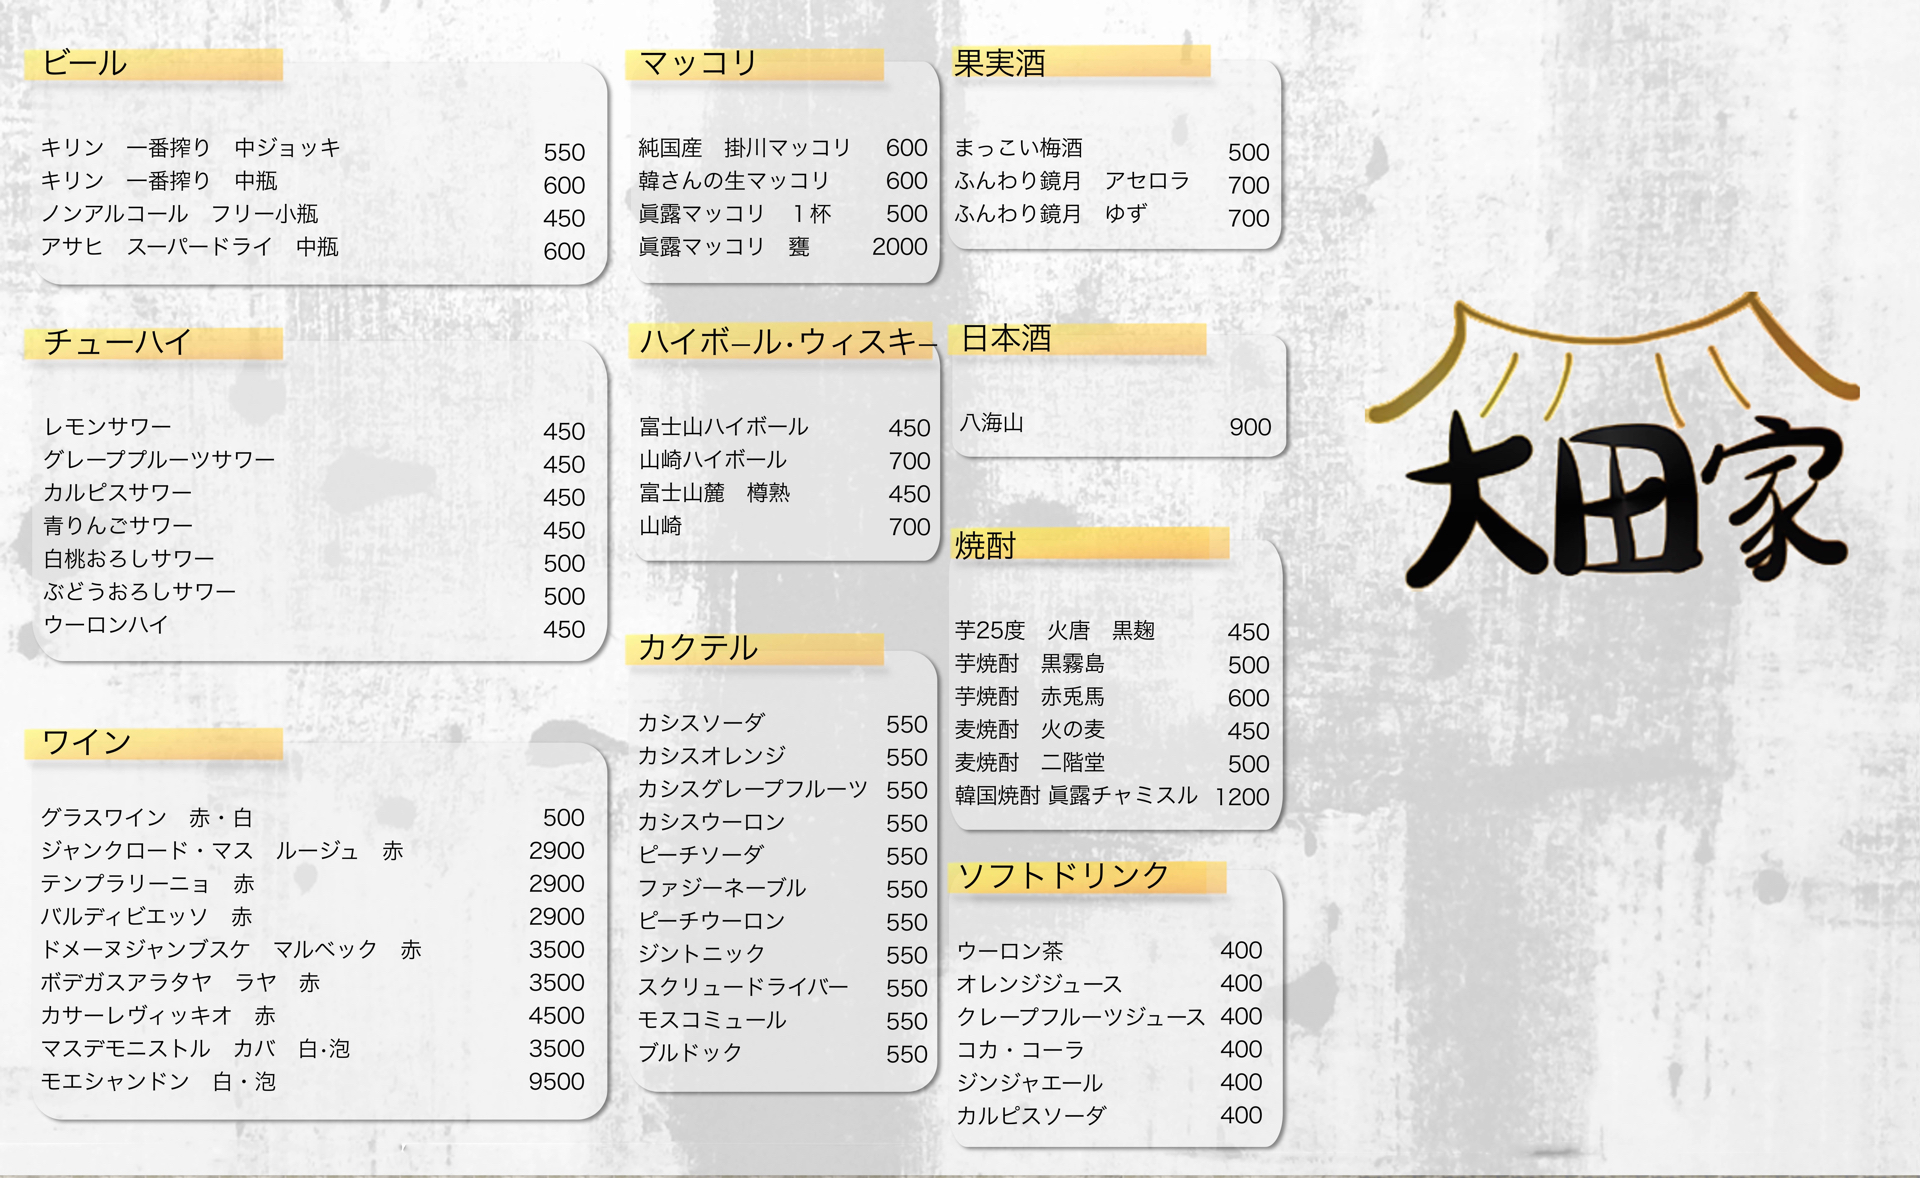 ビール
キリン　一番搾り　中ジョッキ 550
キリン　一番搾り　中瓶 600
ノンアルコール　フリー小瓶 450
アサヒ　スーパードライ　中瓶 600
チューハイ
レモンサワー 450
グレーププルーツサワー 450
カルピスサワー 450
青りんごサワー 450
白桃おろしサワー 500
ぶどうおろしサワー 500
ウーロンハイ 450
ワイン
グラスワイン　赤・白 500
ジャンクロード・マス　ルージュ　赤 2900
テンプラリーニョ　赤 2900
バルディビエッソ　赤 2900
ドメーヌジャンブスケ　マルベック　赤 3500
ボデガスアラタヤ　ラヤ　赤 3500
カサーレヴィッキオ　赤 4500
マスデモニストル　カバ　白・泡 3500
モエシャンドン　白・泡 9500
マッコリ
純国産　掛川マッコリ 600
韓さんの生マッコリ 600
眞露マッコリ　1杯 500
眞露マッコリ　甕 2000
ハイボール・ウィスキー
富士山ハイボール 450
山崎ハイボール 700
富士山麓　樽熟 450
山崎 700
カクテル
カシスソーダ 550
カシスオレンジ 550
カシスグレープフルーツ 550
カシスウーロン 550
ピーチソーダ 550
ファジーネーブル 550
ピーチウーロン 550
ジントニック 550
スクリュードライバー 550
モスコミュール 550
ブルドック 550
果実酒
まっこい梅酒 500
ふんわり鏡月　アセロラ 700
ふんわり鏡月　ゆず 700
日本酒
八海山 900
焼酎
芋25度　火唐　黒麹 450
芋焼酎　黒霧島 500
芋焼酎　赤兎馬 600
麦焼酎　火の麦 450
麦焼酎　二階堂 500
韓国焼酎 眞露チャミスル 1200
ソフトドリンク
ウーロン茶 400
オレンジジュース 400
クレープフルーツジュース 400
コカ・コーラ 400
ジンジャエール 400
カルピスソーダ 400
大田家